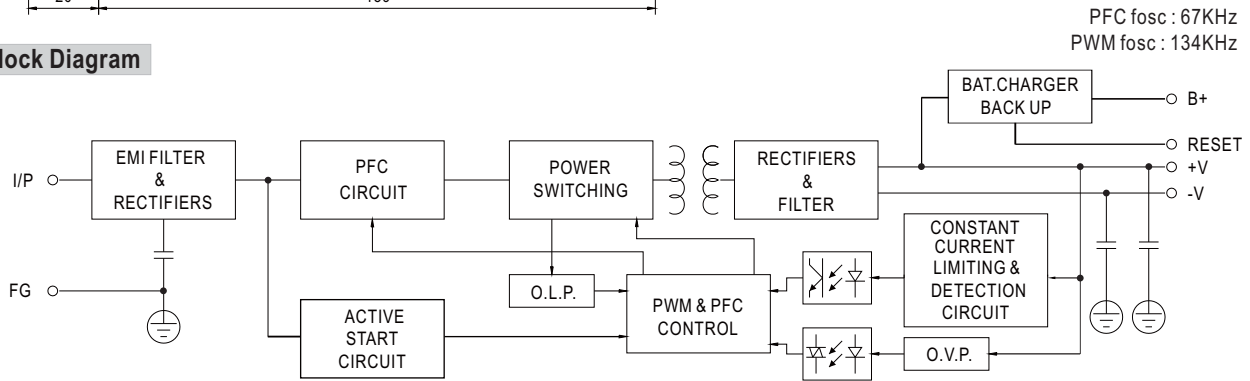 PFC fosc : 67KHz
PWM fosc : 134KHz
lock Diagram
BAT.CHARGER
BACK UP
B+
RESET
EMI FILTER
&
RECTIFIERS
PFC
CIRCUIT
POWER
SWITCHING
RECTIFIERS
&
FILTER
+V
-V
I/P
CONSTANT
CURRENT
LIMITING &
DETECTION
CIRCUIT
FG
O.L.P.
PWM & PFC
CONTROL
ACTIVE
START
CIRCUIT
O.V.P.